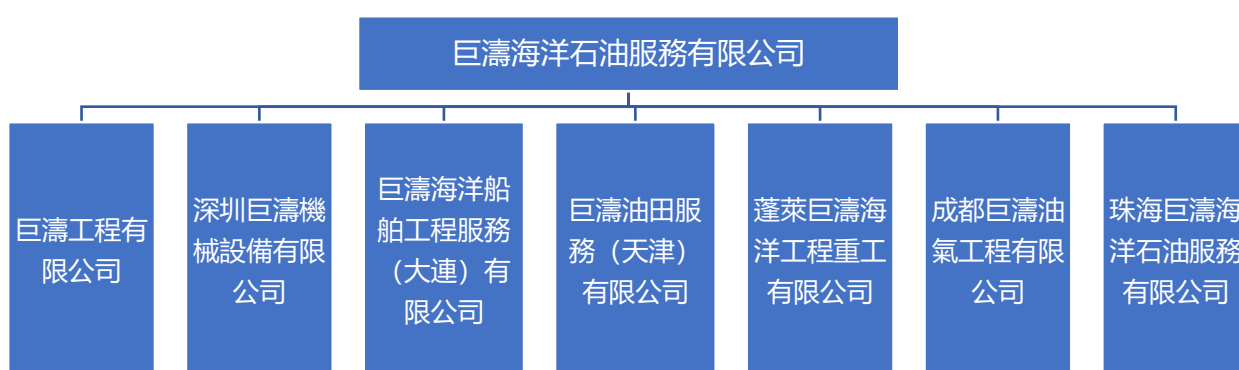 巨濤海洋石油服務有限公司
巨濤工程有
限公司
深圳巨濤機
械設備有限
公司
巨濤海洋船
舶工程服務
（大連）有
限公司
巨濤油田服
務（天津）
有限公司
蓬萊巨濤海
洋工程重工
有限公司
成都巨濤油
氣工程有限
公司
珠海巨濤海
洋石油服務
有限公司